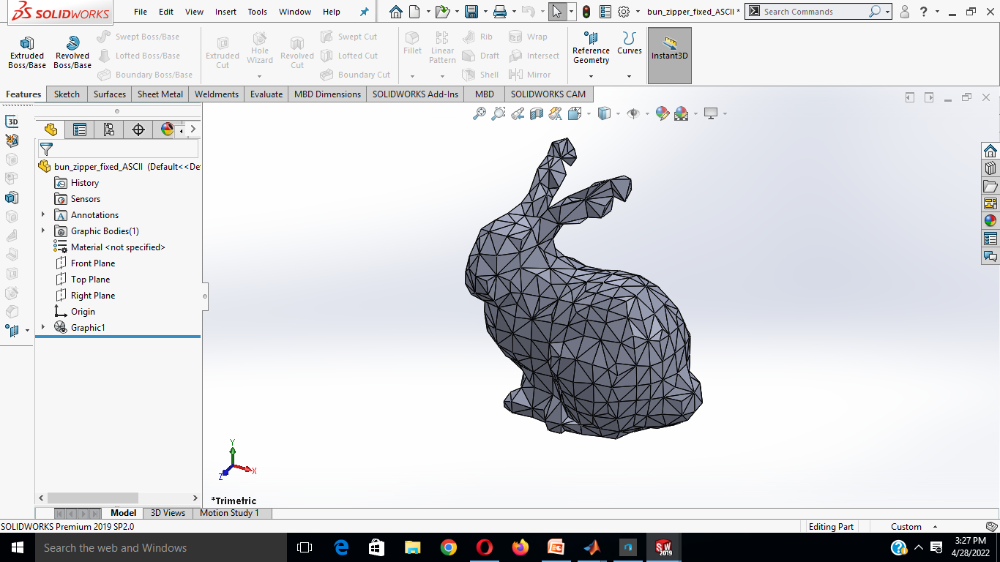 SOLIDWORKS
File Edit View Insert Tools Window Help
bun_zipper_fixed_ASCII *
Search Commands
Extruded Boss/Base
Revolved Boss/Base
Swept Boss/Base
Lofted Boss/Base
Boundary Boss/Base
Extruded Cut
Hole Wizard
Revolved Cut
Swept Cut
Lofted Cut
Boundary Cut
Fillet
Linear Pattern
Rib
Draft
Shell
Wrap
Intersect
Mirror
Reference Geometry
Curves
Instant3D
Features Sketch Surfaces Sheet Metal Weldments Evaluate MBD Dimensions SOLIDWORKS Add-Ins MBD SOLIDWORKS CAM
3D
bun_zipper_fixed_ASCII (Default<<De
History
Sensors
A Annotations
Graphic Bodies(1)
Material <not specified>
Front Plane
Top Plane
Right Plane
Origin
Graphic1
Y
X
Z
*Trimetric
Model 3D Views Motion Study 1
SOLIDWORKS Premium 2019 SP2.0
Editing Part
Custom
Search the web and Windows
SW 2019
3:27 PM
4/28/2022